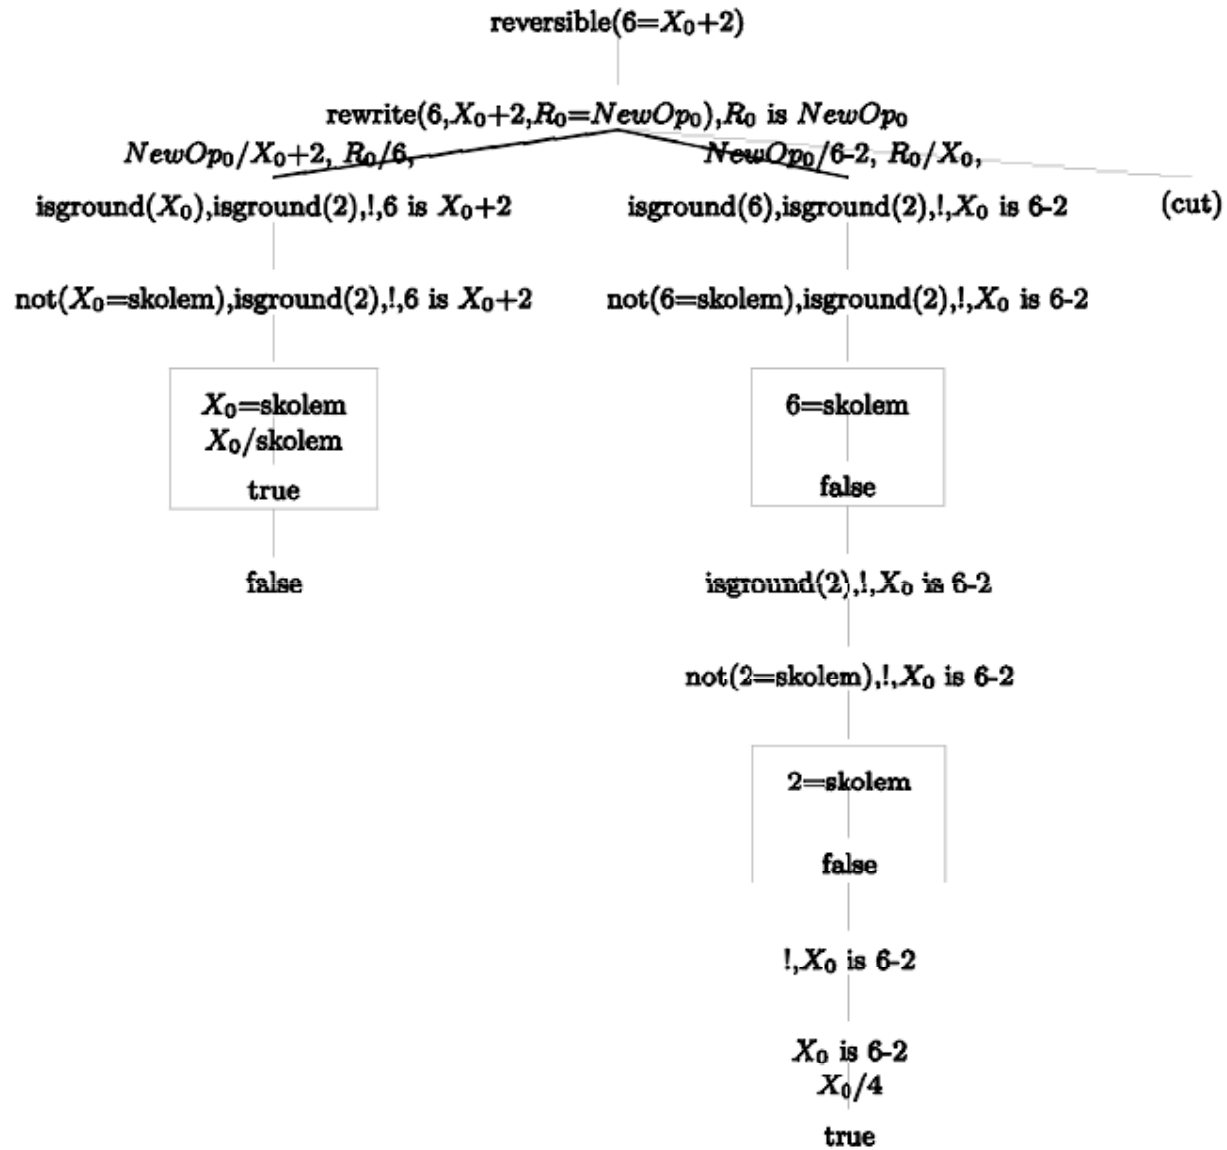 reversible(6=X₀+2)
rewrite(6,X₀+2,R₀=NewOp₀),R₀ is NewOp₀
NewOp₀/X₀+2, R₀/6,
NewOp₀/6-2, R₀/X₀,
isground(X₀),isground(2),!,6 is X₀+2
isground(6),isground(2),!,X₀ is 6-2
(cut)
not(X₀=skolem),isground(2),!,6 is X₀+2
not(6=skolem),isground(2),!,X₀ is 6-2
X₀=skolem
X₀/skolem
true
6=skolem
false
false
isground(2),!,X₀ is 6-2
not(2=skolem),!,X₀ is 6-2
2=skolem
false
!,X₀ is 6-2
X₀ is 6-2
X₀/4
true